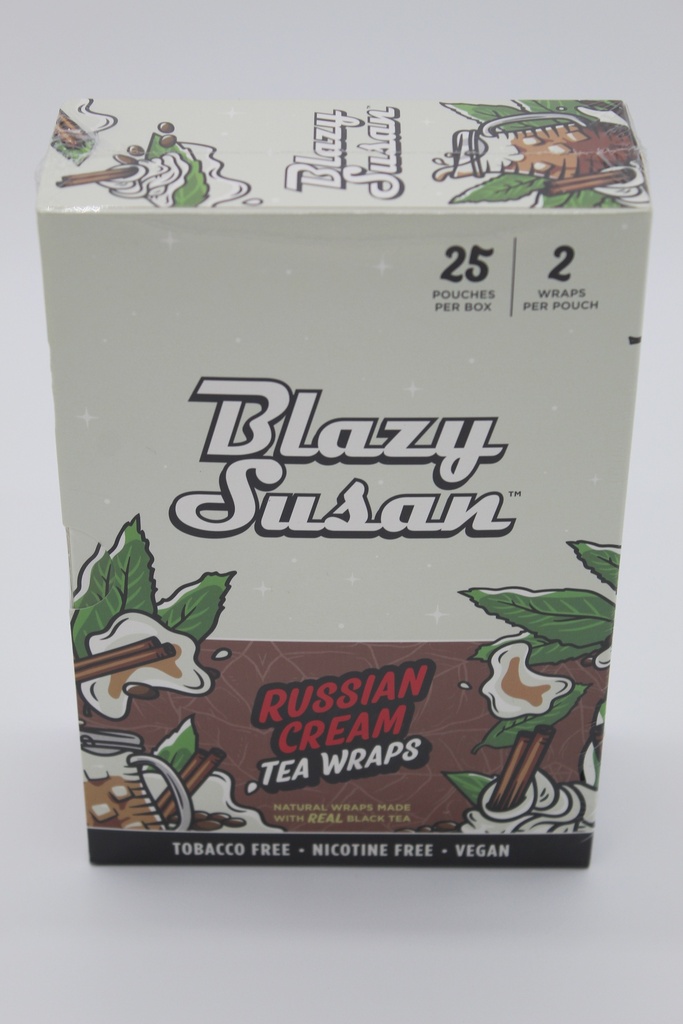 Blazy
Susan
25
POUCHES
PER BOX
2
WRAPS
PER POUCH
Blazy
Susan™
RUSSIAN
CREAM
TEA WRAPS
NATURAL WRAPS MADE
WITH REAL BLACK TEA
TOBACCO FREE • NICOTINE FREE • VEGAN